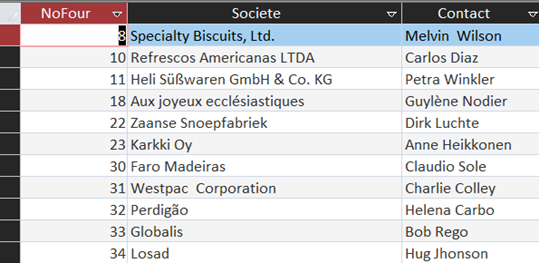 NoFour Societe Contact
8 Specialty Biscuits, Ltd. Melvin  Wilson
10 Refrescos Americanas LTDA Carlos Diaz
11 Heli Süßwaren GmbH & Co. KG Petra Winkler
18 Aux joyeux ecclésiastiques Guylène Nodier
22 Zaanse Snoepfabriek Dirk Luchte
23 Karkki Oy Anne Heikkonen
30 Faro Madeiras Claudio Sole
31 Westpac  Corporation Charlie Colley
32 Perdigão Helena Carbo
33 Globalis Bob Rego
34 Losad Hug Jhonson